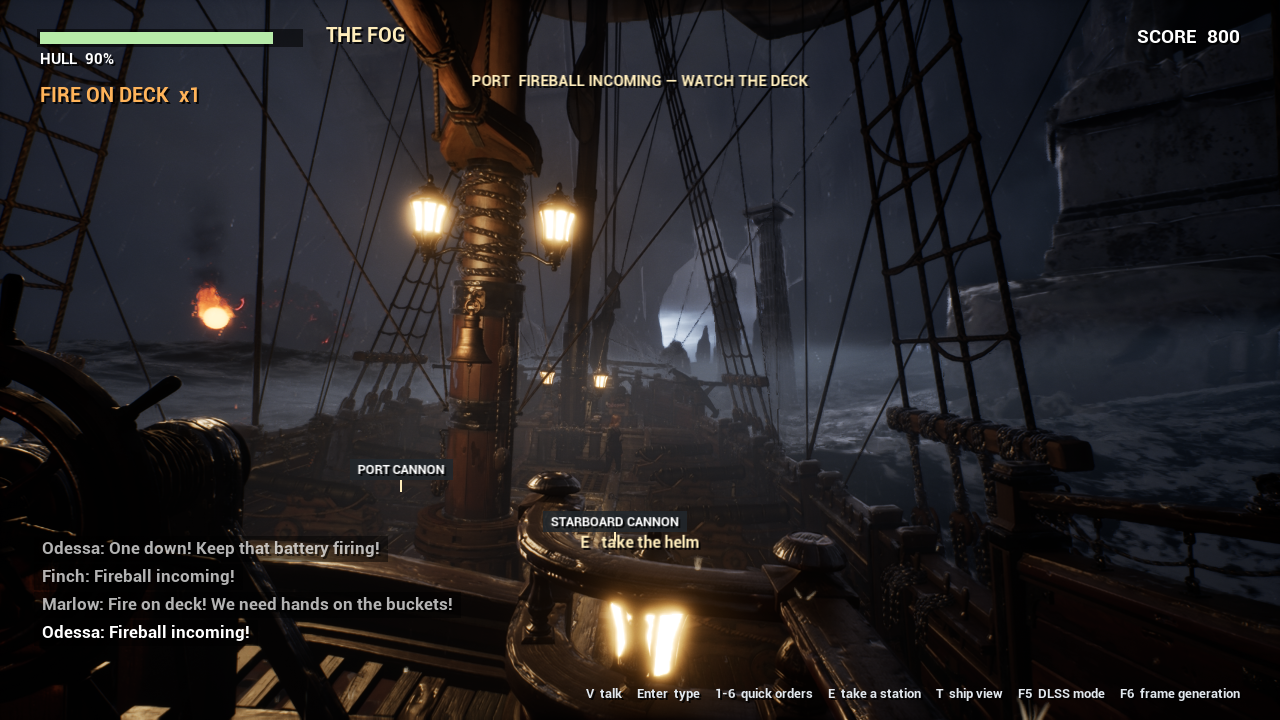 THE FOG
SCORE 800
HULL 90%
PORT FIREBALL INCOMING — WATCH THE DECK
FIRE ON DECK x1
PORT CANNON
STARBOARD CANNON
E take the helm
Odessa: One down! Keep that battery firing!
Finch: Fireball incoming!
Marlow: Fire on deck! We need hands on the buckets!
Odessa: Fireball incoming!
V talk Enter type 1-6 quick orders E take a station T ship view F5 DLSS mode F6 frame generation